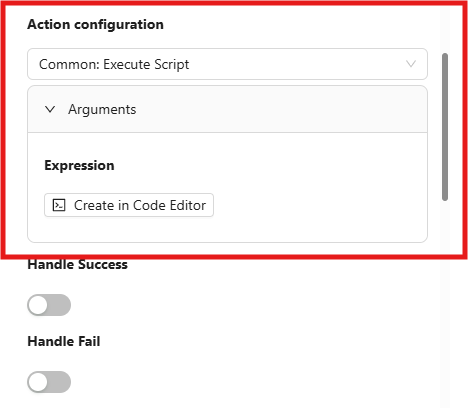 Action configuration
Common: Execute Script
Arguments
Expression
Create in Code Editor
Handle Success
Handle Fail